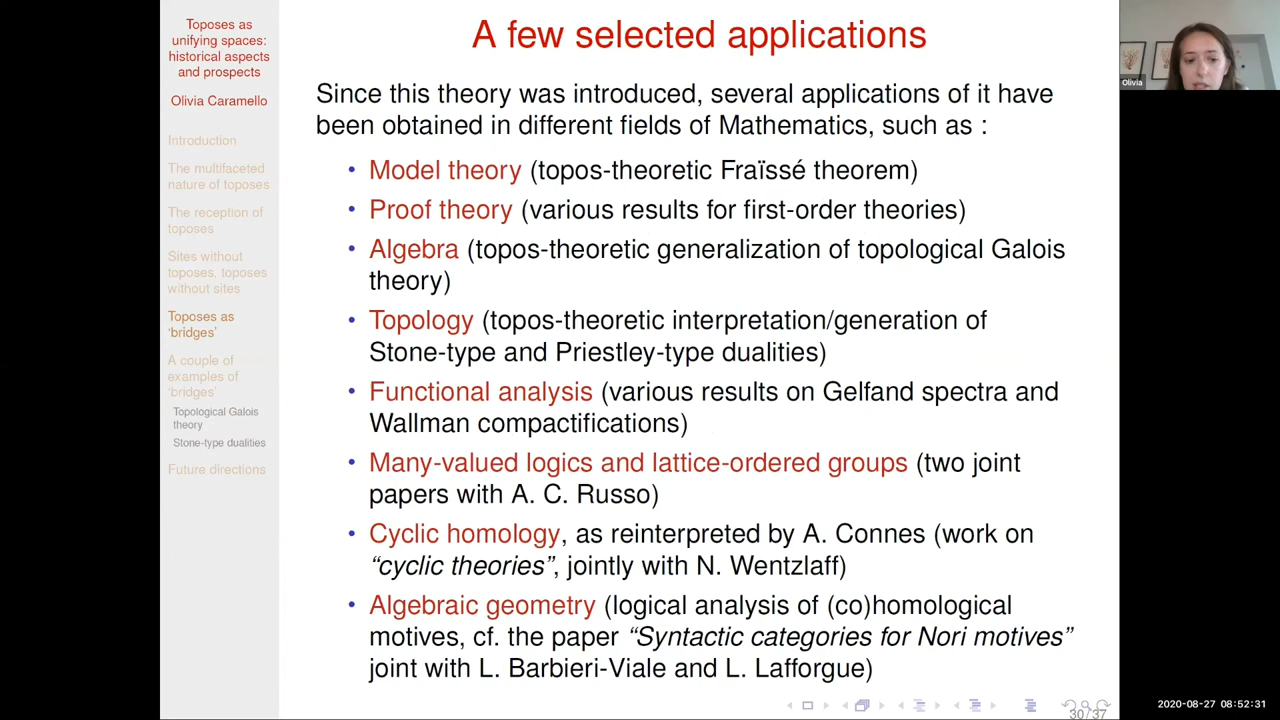 Toposes as
unifying spaces:
historical aspects
and prospects
Olivia Caramello
Introduction
The multifaceted
nature of toposes
The reception of
toposes
Sites without
toposes, toposes
without sites
Toposes as
‘bridges’
A couple of
examples of
‘bridges’
Topological Galois
theory
Stone-type dualities
Future directions
A few selected applications
Since this theory was introduced, several applications of it have
been obtained in different fields of Mathematics, such as :
• Model theory (topos-theoretic Fraïssé theorem)
• Proof theory (various results for first-order theories)
• Algebra (topos-theoretic generalization of topological Galois
theory)
• Topology (topos-theoretic interpretation/generation of
Stone-type and Priestley-type dualities)
• Functional analysis (various results on Gelfand spectra and
Wallman compactifications)
• Many-valued logics and lattice-ordered groups (two joint
papers with A. C. Russo)
• Cyclic homology, as reinterpreted by A. Connes (work on
“cyclic theories”, jointly with N. Wentzlaff)
• Algebraic geometry (logical analysis of (co)homological
motives, cf. the paper “Syntactic categories for Nori motives”
joint with L. Barbieri-Viale and L. Lafforgue)
30 / 37
Olivia
2020-08-27 08:52:31